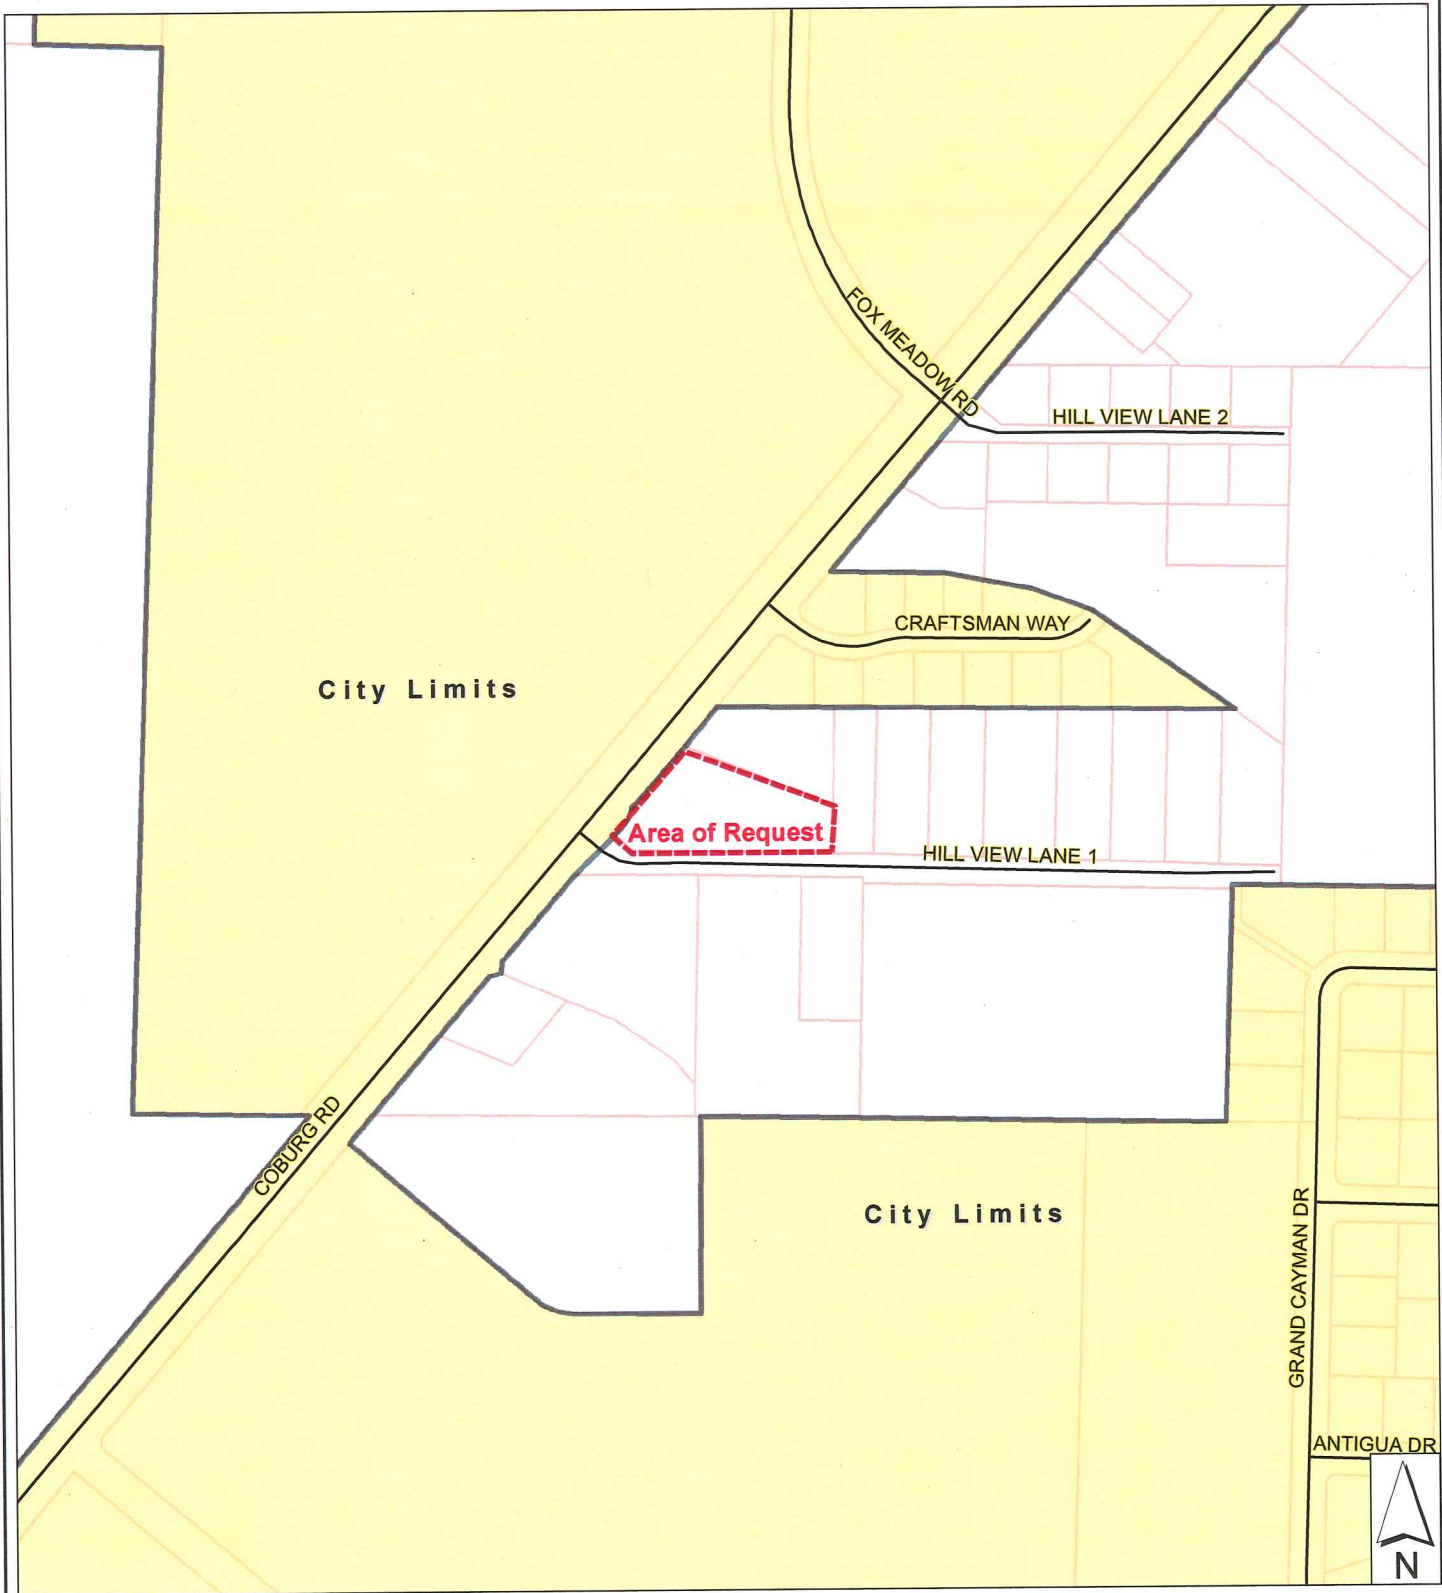 FOX MEADOW RD
HILL VIEW LANE 2
CRAFTSMAN WAY
City Limits
Area of Request
HILL VIEW LANE 1
COBURG RD
City Limits
GRAND CAYMAN DR
ANTIGUA DR
N